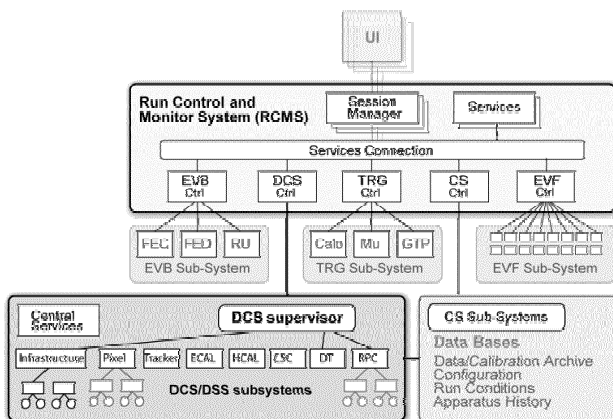 UI
Run Control and
Monitor System (RCMS)
Session
Manager
Services
Services Connection
EVB
Ctrl
DCS
Ctrl
TRG
Ctrl
CS
Ctrl
EVF
Ctrl
FEC FED RU
EVB Sub-System
Calo Mu GTP
TRG Sub-System
EVF Sub-System
Central
Services
DCS supervisor
Infrastructure Pixel Tracker ECAL HCAL CSC DT RPC
DCS/DSS subsystems
CS Sub-Systems
Data Bases
Data/Calibration Archive
Configuration
Run Conditions
Apparatus History